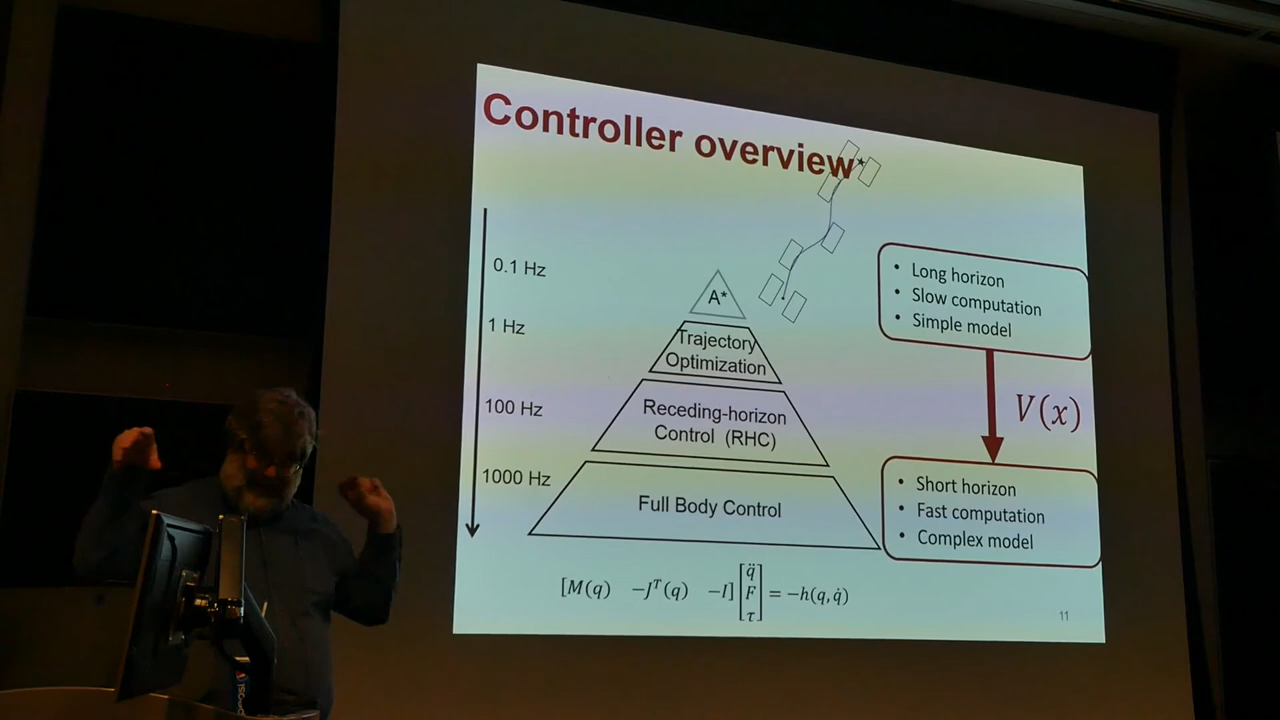 Controller overview*
0.1 Hz
1 Hz
100 Hz
1000 Hz
A*
Trajectory
Optimization
Receding-horizon
Control (RHC)
Full Body Control
• Long horizon
• Slow computation
• Simple model
V(x)
• Short horizon
• Fast computation
• Complex model
[M(q) −Jᵀ(q) −I] [q̈ F τ] = −h(q, q̇)
11